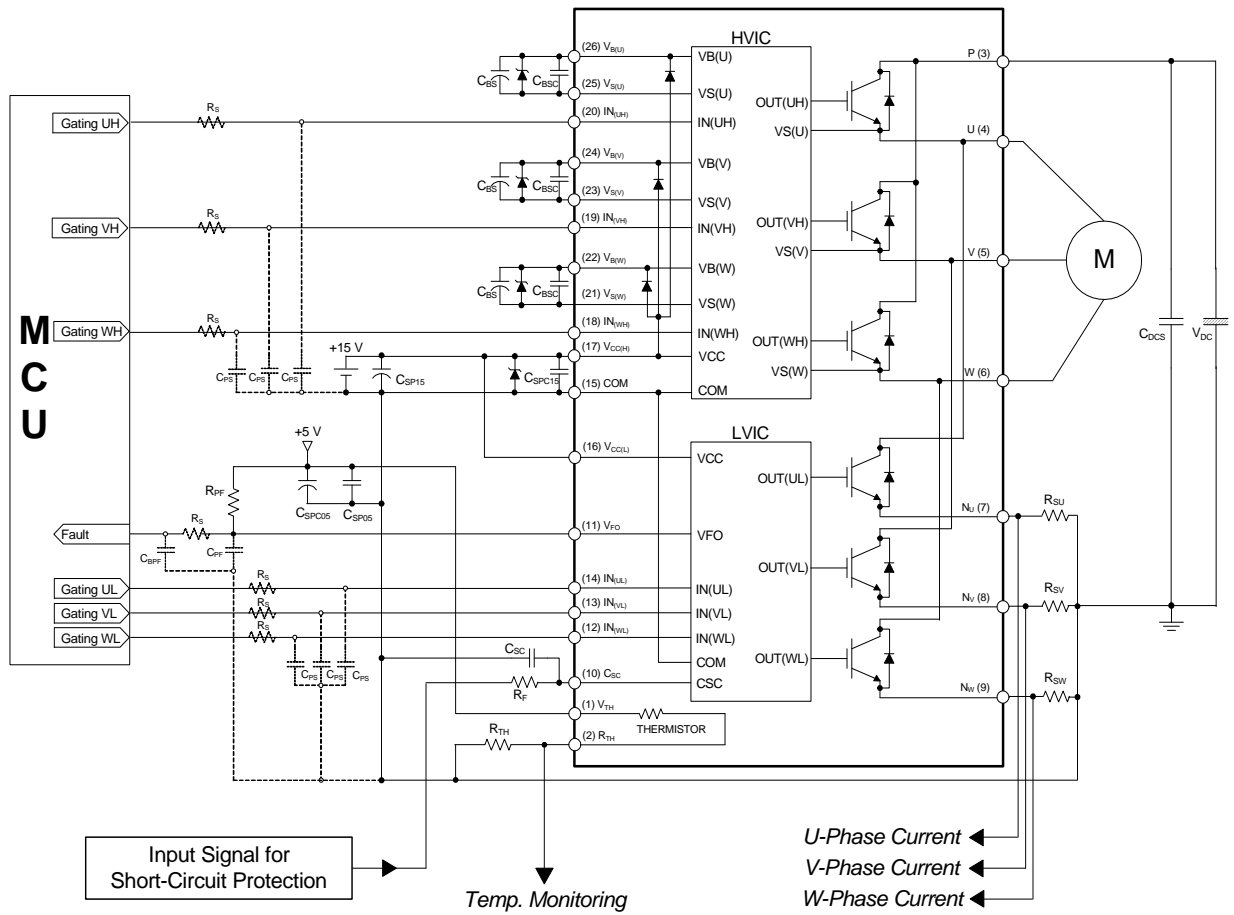 HVIC
(26) VB(U)
VB(U)
P (3)
CBS
CBSC
(25) VS(U)
VS(U)
OUT(UH)
Gating UH
RS
(20) IN(UH)
IN(UH)
VS(U)
U (4)
(24) VB(V)
VB(V)
CBS
CBSC
(23) VS(V)
VS(V)
OUT(VH)
Gating VH
RS
(19) IN(VH)
IN(VH)
VS(V)
V (5)
M
(22) VB(W)
VB(W)
CBS
CBSC
(21) VS(W)
VS(W)
MCU
Gating WH
RS
(18) IN(WH)
IN(WH)
OUT(WH)
CDCS
VDC
+15 V
(17) VCC(H)
VCC
CPS
CPS
CPS
CSP15
CSPC15
VS(W)
W (6)
(15) COM
COM
+5 V
LVIC
(16) VCC(L)
VCC
OUT(UL)
RPF
CSPC05
CSP05
NU (7)
RSU
Fault
RS
(11) VFO
VFO
CBPF
CPF
OUT(VL)
Gating UL
RS
(14) IN(UL)
IN(UL)
RSV
Gating VL
RS
(13) IN(VL)
IN(VL)
NV (8)
Gating WL
RS
(12) IN(WL)
IN(WL)
CSC
COM
OUT(WL)
CPS
CPS
CPS
RF
(10) CSC
CSC
NW (9)
RSW
(1) VTH
THERMISTOR
RTH
(2) RTH
Input Signal for
Short-Circuit Protection
Temp. Monitoring
U-Phase Current
V-Phase Current
W-Phase Current